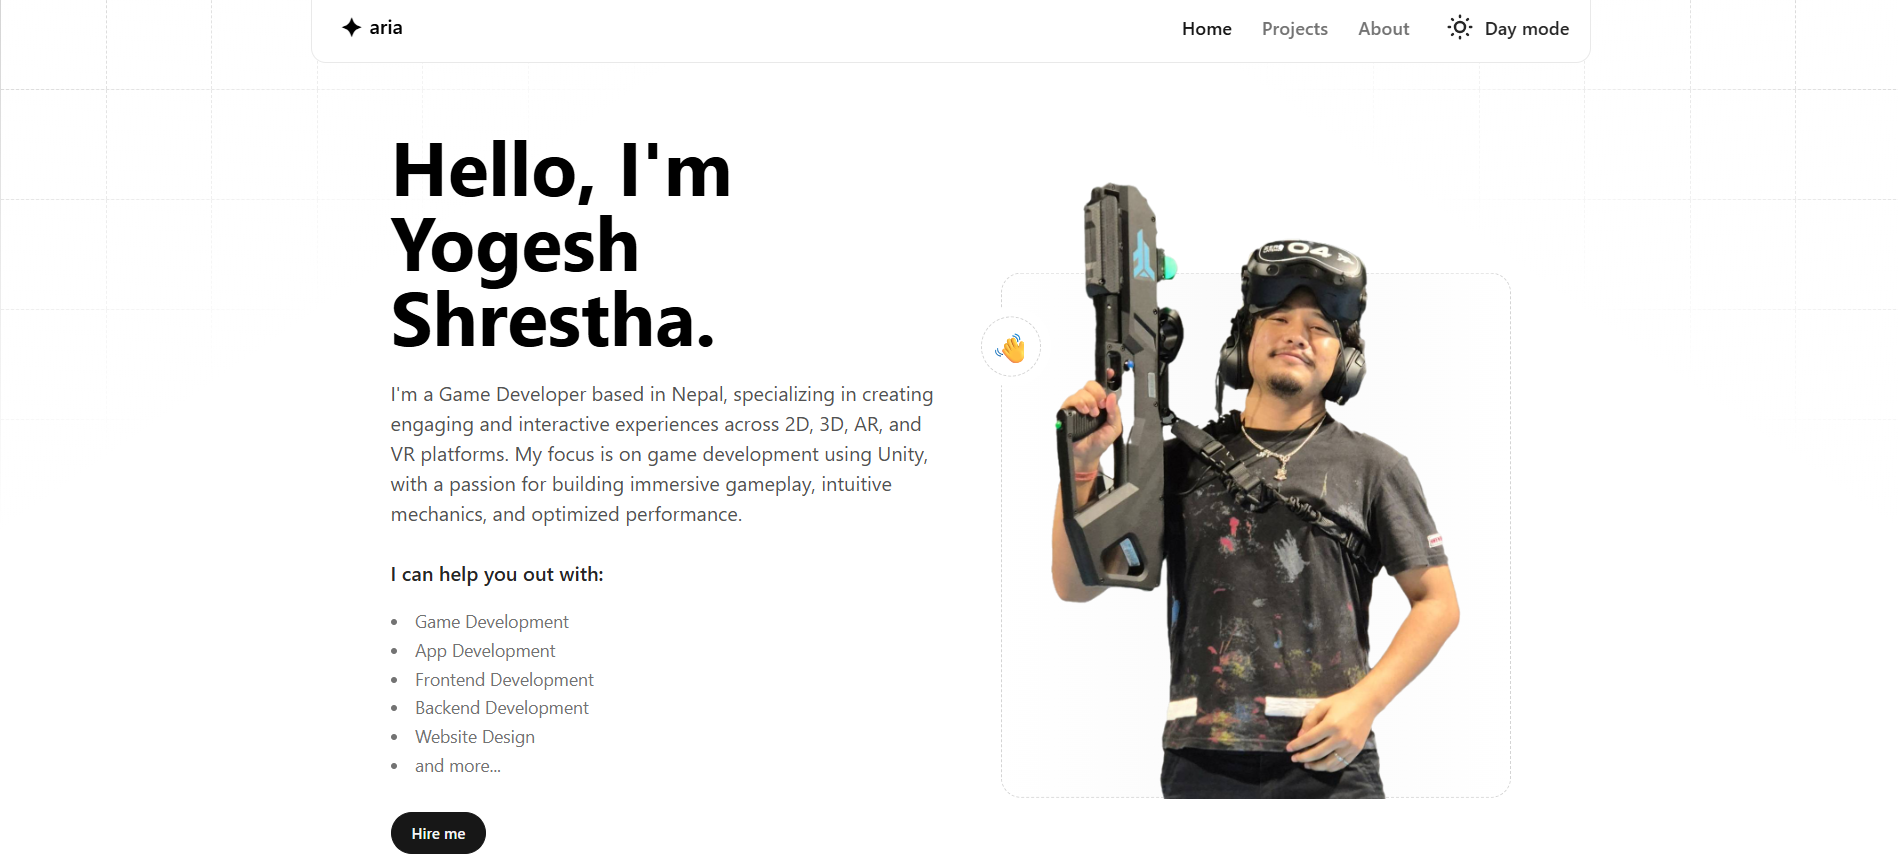 aria
Home
Projects
About
Day mode
Hello, I'm
Yogesh
Shrestha.
I'm a Game Developer based in Nepal, specializing in creating
engaging and interactive experiences across 2D, 3D, AR, and
VR platforms. My focus is on game development using Unity,
with a passion for building immersive gameplay, intuitive
mechanics, and optimized performance.
I can help you out with:
• Game Development
• App Development
• Frontend Development
• Backend Development
• Website Design
• and more...
Hire me
04